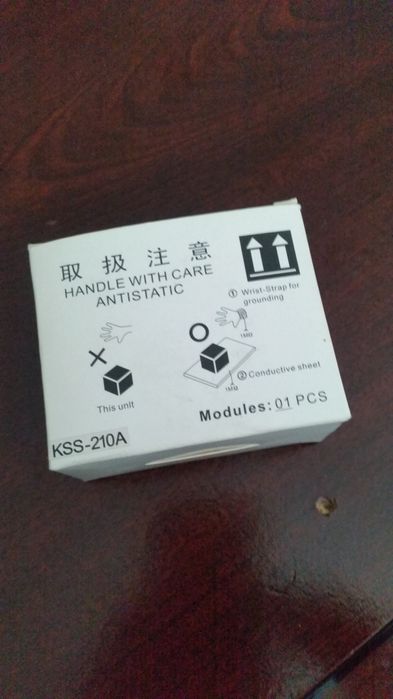 取扱注意
HANDLE WITH CARE
ANTISTATIC
① Wrist-Strap for
grounding
1MΩ
② Conductive sheet
1MΩ
This unit
Modules: 01 PCS
KSS-210A